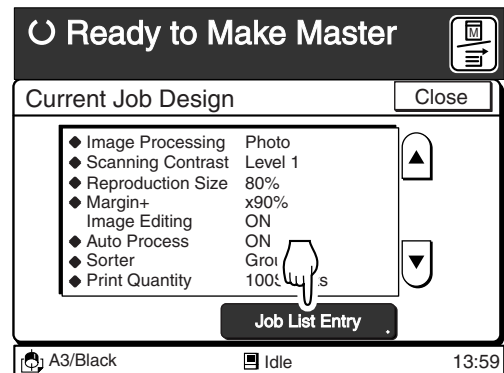 Ready to Make Master
M
Current Job Design
Close
◆ Image Processing Photo
◆ Scanning Contrast Level 1
◆ Reproduction Size 80%
◆ Margin+ x90%
Image Editing ON
◆ Auto Process ON
◆ Sorter
◆ Print Quantity
Job List Entry
A3/Black
Idle
13:59